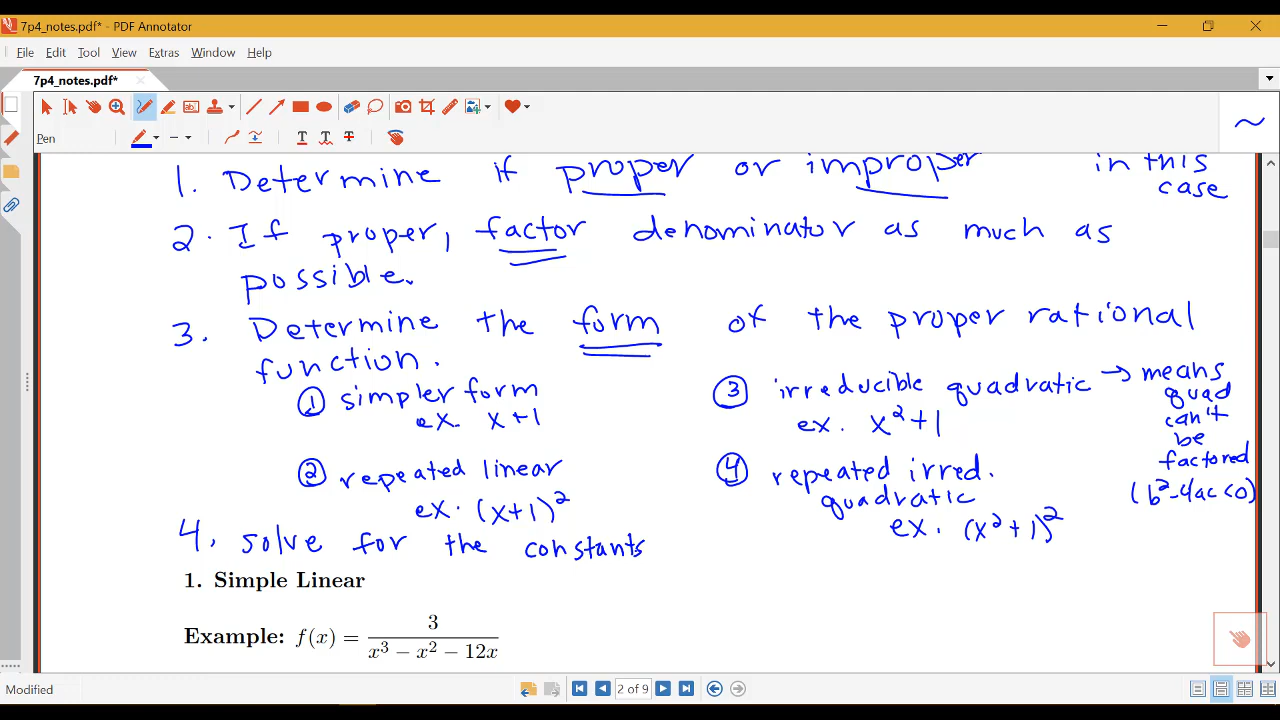 7p4_notes.pdf* - PDF Annotator
File Edit Tool View Extras Window Help
7p4_notes.pdf*
Pen
1. Determine if proper or improper in this
case
2. If proper, factor denominator as much as
possible.
3. Determine the form of the proper rational
function.
① simpler form
ex. x+1
② repeated linear
ex. (x+1)²
③ irreducible quadratic → means
quad
can't
be
factored
(b²-4ac<0)
ex. x²+1
④ repeated irred.
quadratic
ex. (x²+1)²
4. solve for the constants
1. Simple Linear
Example: f(x) = 3 / (x³ − x² − 12x)
Modified
2 of 9